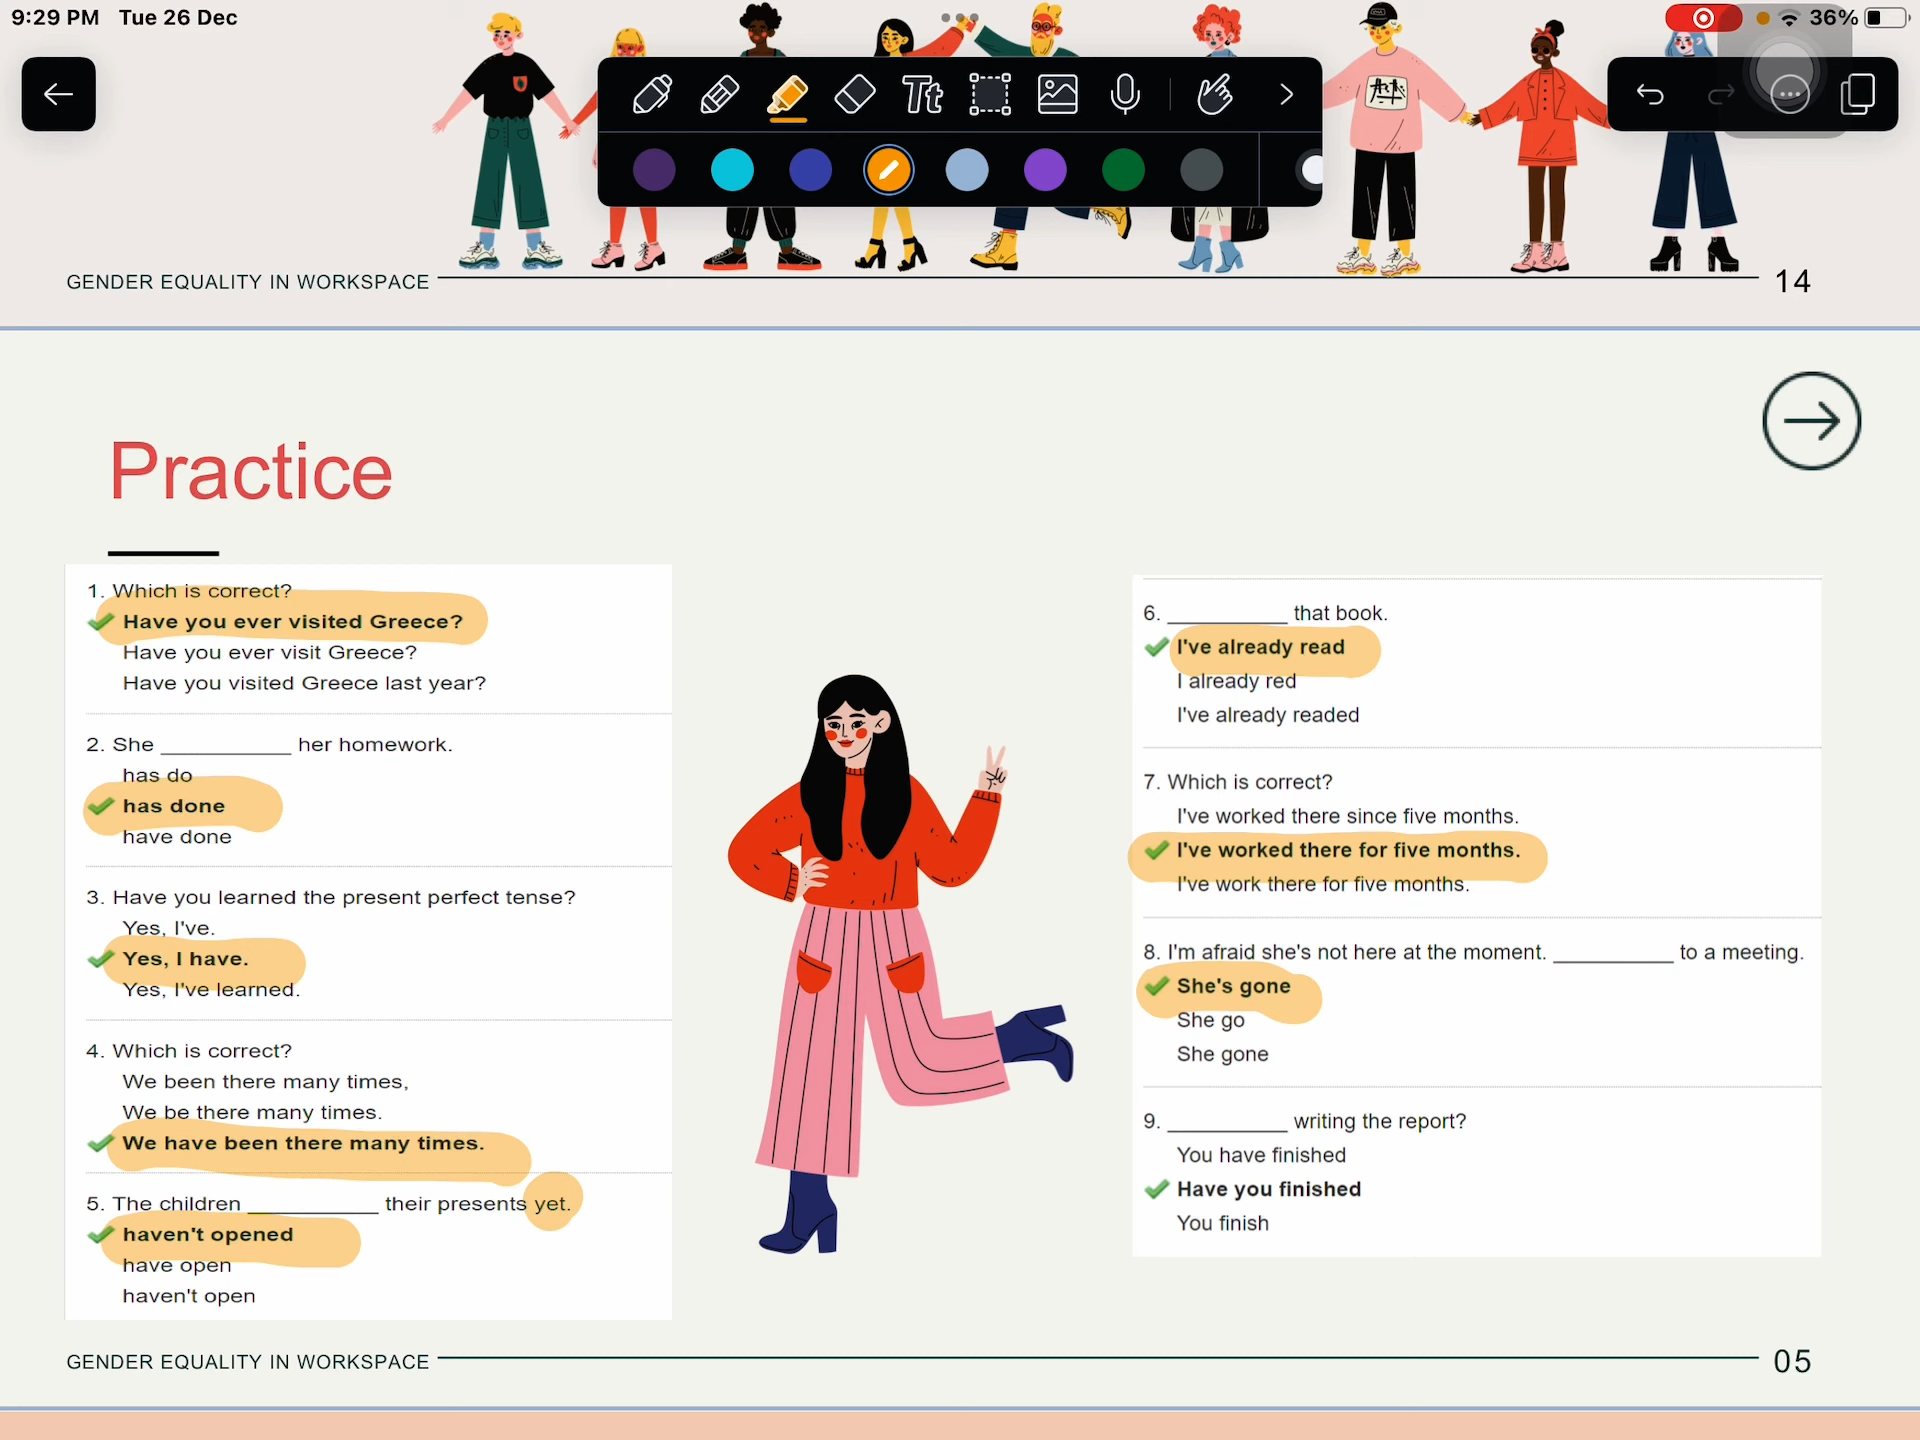 9:29 PM Tue 26 Dec
36%
Tt
GENDER EQUALITY IN WORKSPACE
14
Practice
1. Which is correct?
Have you ever visited Greece?
Have you ever visit Greece?
Have you visited Greece last year?
2. She ___________ her homework.
has do
has done
have done
3. Have you learned the present perfect tense?
Yes, I've.
Yes, I have.
Yes, I've learned.
4. Which is correct?
We been there many times,
We be there many times.
We have been there many times.
5. The children ___________ their presents yet.
haven't opened
have open
haven't open
6. ___________ that book.
I've already read
I already red
I've already readed
7. Which is correct?
I've worked there since five months.
I've worked there for five months.
I've work there for five months.
8. I'm afraid she's not here at the moment. ___________ to a meeting.
She's gone
She go
She gone
9. ___________ writing the report?
You have finished
Have you finished
You finish
GENDER EQUALITY IN WORKSPACE
05